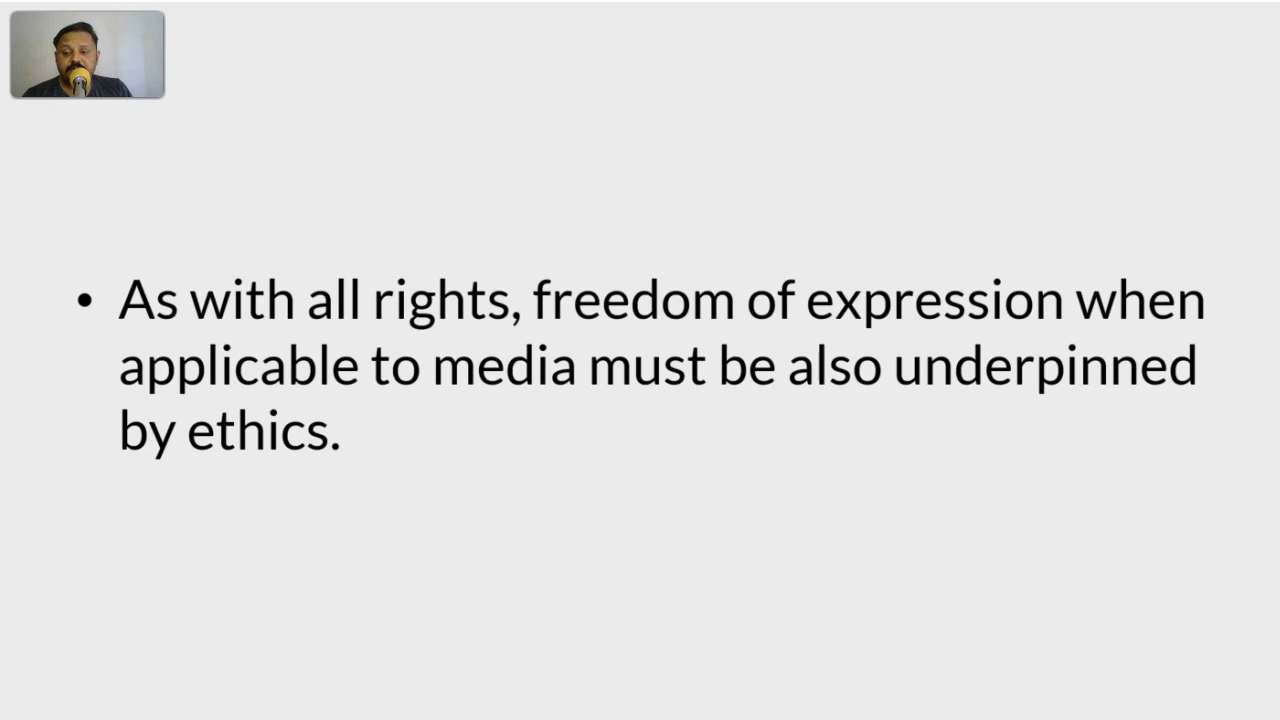 • As with all rights, freedom of expression when
applicable to media must be also underpinned
by ethics.